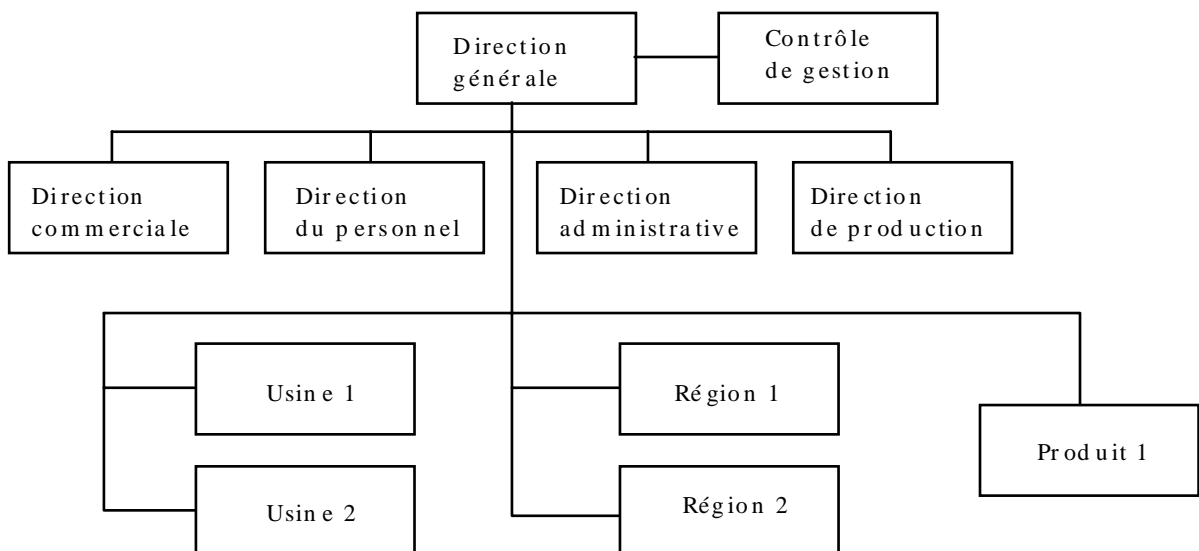 Direction
générale
Contrôle
de gestion
Direction
commerciale
Direction
du personnel
Direction
administrative
Direction
de production
Usine 1
Région 1
Produit 1
Usine 2
Région 2